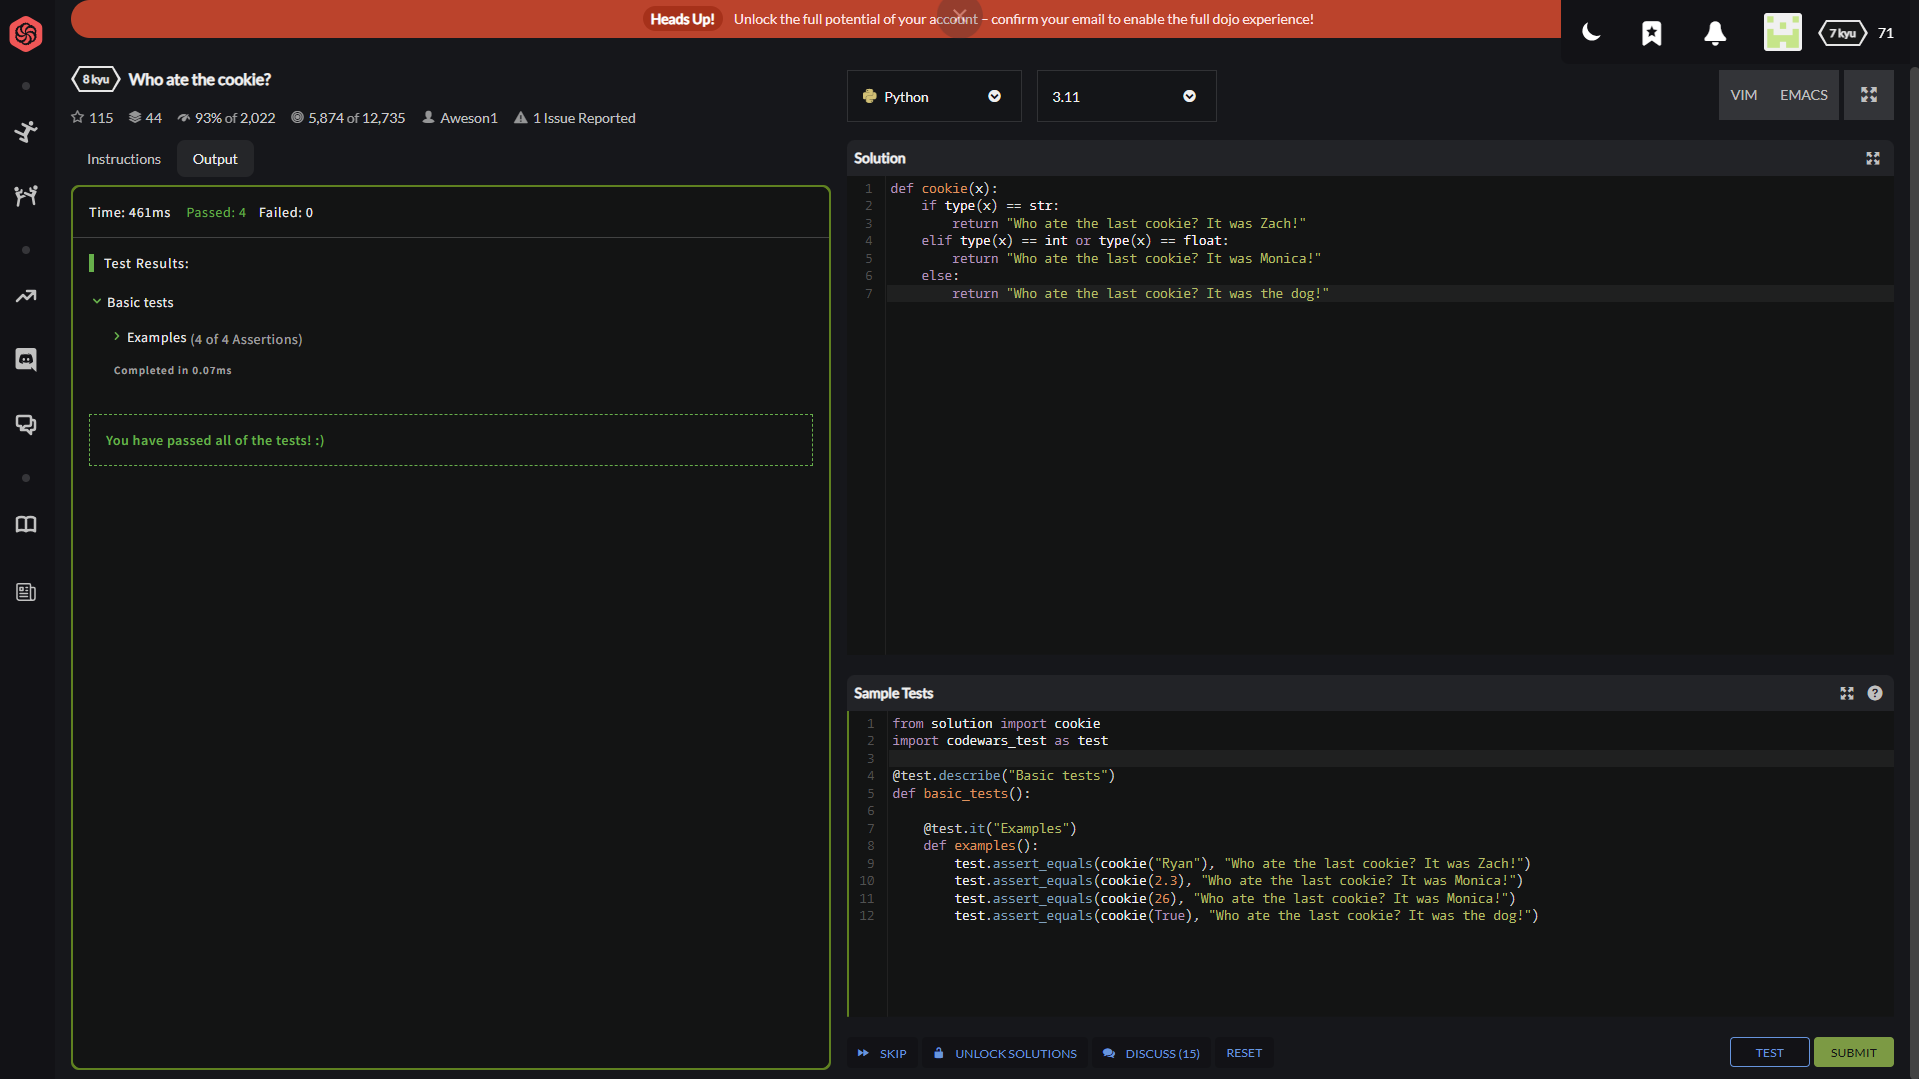 Heads Up! Unlock the full potential of your account – confirm your email to enable the full dojo experience!
7 kyu 71
8 kyu Who ate the cookie?
115 44 93% of 2,022 5,874 of 12,735 Aweson1 1 Issue Reported
Instructions Output
Time: 461ms Passed: 4 Failed: 0
Test Results:
Basic tests
Examples (4 of 4 Assertions)
Completed in 0.07ms
You have passed all of the tests! :)
Python 3.11 VIM EMACS
Solution
1 def cookie(x):
2 if type(x) == str:
3 return "Who ate the last cookie? It was Zach!"
4 elif type(x) == int or type(x) == float:
5 return "Who ate the last cookie? It was Monica!"
6 else:
7 return "Who ate the last cookie? It was the dog!"
Sample Tests
1 from solution import cookie
2 import codewars_test as test
3
4 @test.describe("Basic tests")
5 def basic_tests():
6
7 @test.it("Examples")
8 def examples():
9 test.assert_equals(cookie("Ryan"), "Who ate the last cookie? It was Zach!")
10 test.assert_equals(cookie(2.3), "Who ate the last cookie? It was Monica!")
11 test.assert_equals(cookie(26), "Who ate the last cookie? It was Monica!")
12 test.assert_equals(cookie(True), "Who ate the last cookie? It was the dog!")
SKIP UNLOCK SOLUTIONS DISCUSS (15) RESET TEST SUBMIT